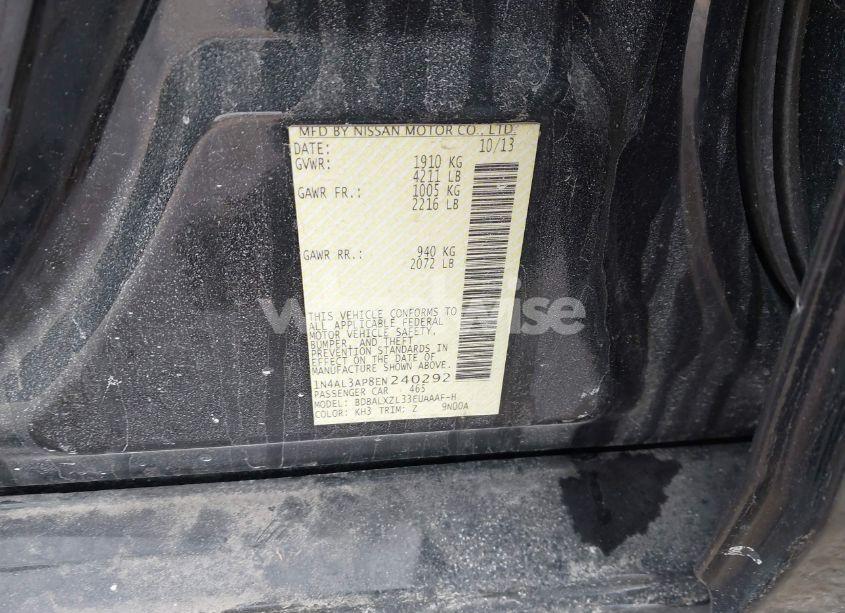 MFD BY NISSAN MOTOR CO., LTD.
DATE: 10/13
GVWR: 1910 KG
4211 LB
GAWR FR.: 1005 KG
2216 LB
GAWR RR.: 940 KG
2072 LB
THIS VEHICLE CONFORMS TO
ALL APPLICABLE FEDERAL
MOTOR VEHICLE SAFETY,
BUMPER, AND THEFT
PREVENTION STANDARDS IN
EFFECT ON THE DATE OF
MANUFACTURE SHOWN ABOVE.
1N4AL3AP8EN240292
PASSENGER CAR 465
MODEL: BDBALXZL33EUAAAF-H
COLOR: KH3 TRIM: Z 9N00A